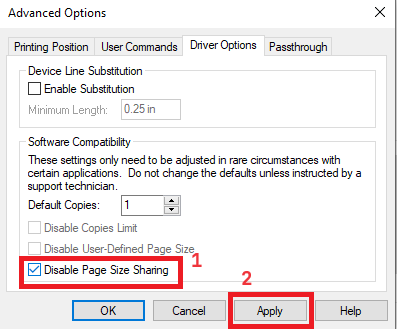 Advanced Options
Printing Position User Commands Driver Options Passthrough
Device Line Substitution
Enable Substitution
Minimum Length: 0.25 in
Software Compatibility
These settings only need to be adjusted in rare circumstances with
certain applications. Do not change the defaults unless instructed by a
support technician.
Default Copies: 1
Disable Copies Limit
Disable User-Defined Page Size
Disable Page Size Sharing 1
2
OK Cancel Apply Help